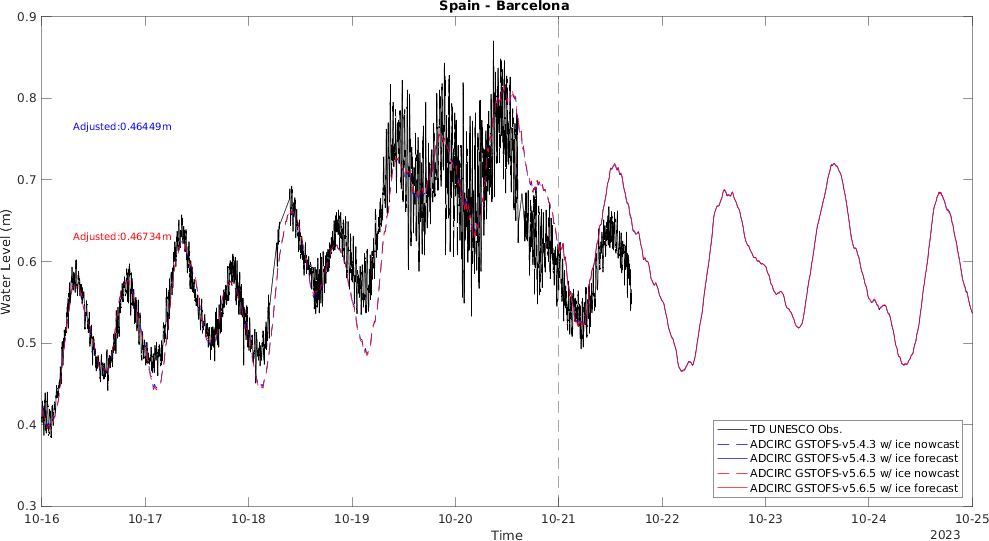 Spain - Barcelona
0.9
0.8
0.7
0.6
0.5
0.4
0.3
Water Level (m)
Adjusted:0.46449m
Adjusted:0.46734m
TD UNESCO Obs.
ADCIRC GSTOFS-v5.4.3 w/ ice nowcast
ADCIRC GSTOFS-v5.4.3 w/ ice forecast
ADCIRC GSTOFS-v5.6.5 w/ ice nowcast
ADCIRC GSTOFS-v5.6.5 w/ ice forecast
10-16 10-17 10-18 10-19 10-20 10-21 10-22 10-23 10-24 10-25
Time
2023